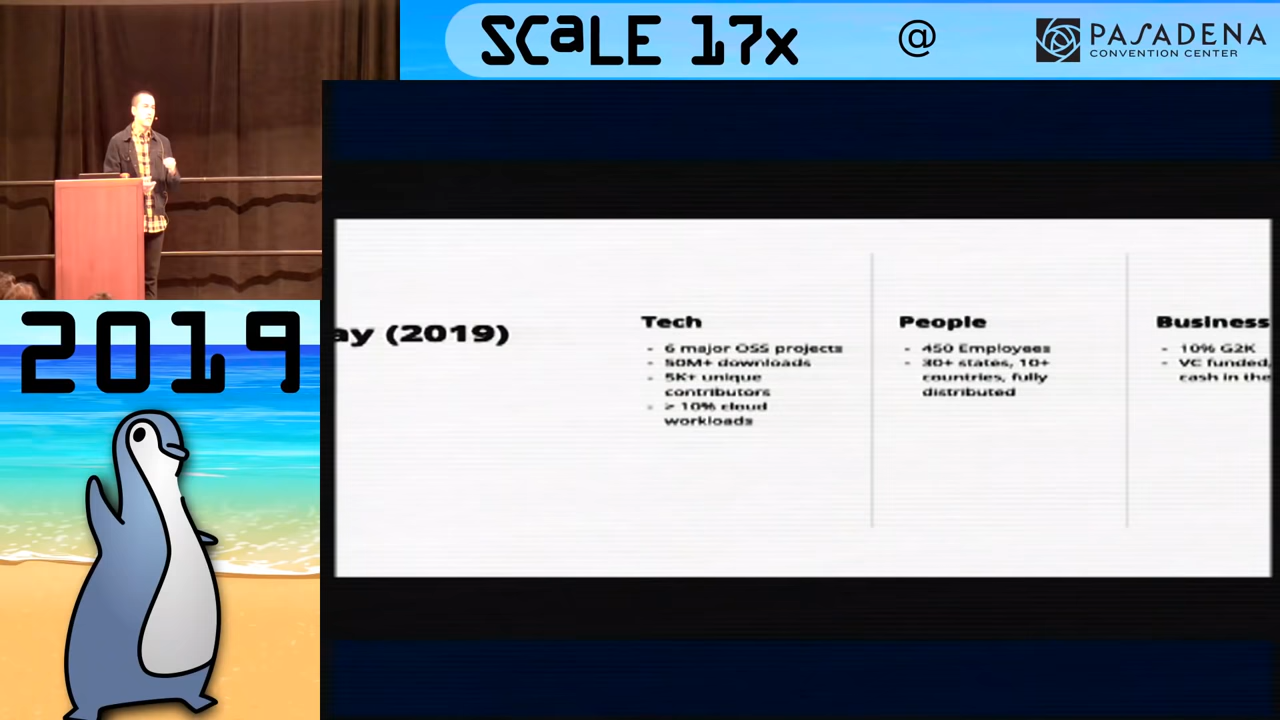 SCaLE 17x
@
PASADENA
CONVENTION CENTER
2019
ay (2019)
Tech
- 6 major OSS projects
- 50M+ downloads
- 5K+ unique
contributors
- > 10% cloud
workloads
People
- 450 Employees
- 30+ states, 10+
countries, fully
distributed
Business
- 10% G2K
- VC funded,
cash in the